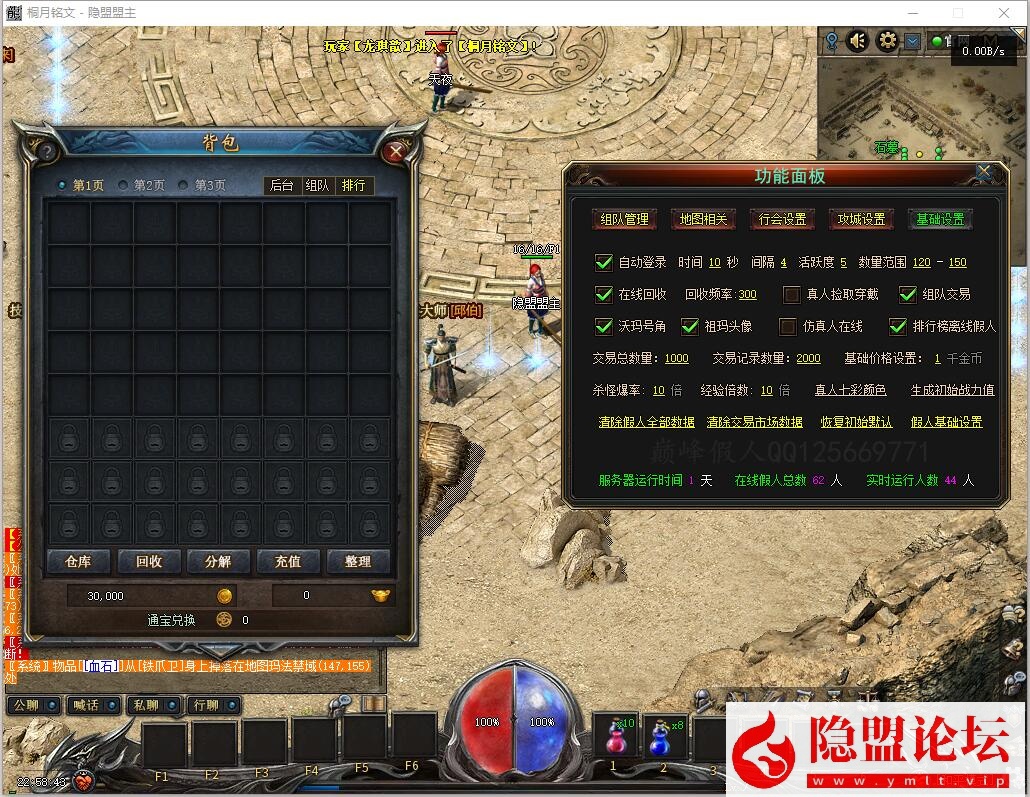 桐月铭文 - 隐盟盟主
玩家【龙琪歆】进入了【桐月铭文】!
0.00B/s
天夜
石墓
背包
第1页 第2页 第3页 后台 组队 排行
功能面板
组队管理 地图相关 行会设置 攻城设置 基础设置
自动登录 时间 10 秒 间隔 4 活跃度 5 数量范围 120 - 150
在线回收 回收频率:300 真人捡取穿戴 组队交易
沃玛号角 祖玛头像 仿真人在线 排行榜离线假人
交易总数量: 1000 交易记录数量: 2000 基础价格设置: 1 千金币
杀怪爆率: 10 倍 经验倍数: 10 倍 真人七彩颜色 生成初始战力值
清除假人全部数据 清除交易市场数据 恢复初始默认 假人基础设置
巅峰假人QQ125669771
服务器运行时间 1 天 在线假人总数 62 人 实时运行人数 44 人
隐盟盟主
大师[邱伯]
技
仓库 回收 分解 充值 整理
30,000 0
通宝兑换 0
【系统】物品[血石]从[铁爪卫]身上掉落在地图玛法禁域(147,155)
处
公聊 喊话 私聊 行聊
100% 100%
x10 x8
F1 F2 F3 F4 F5 F6 1 2 3
22:58:43
隐盟论坛
www.ymlt.vip